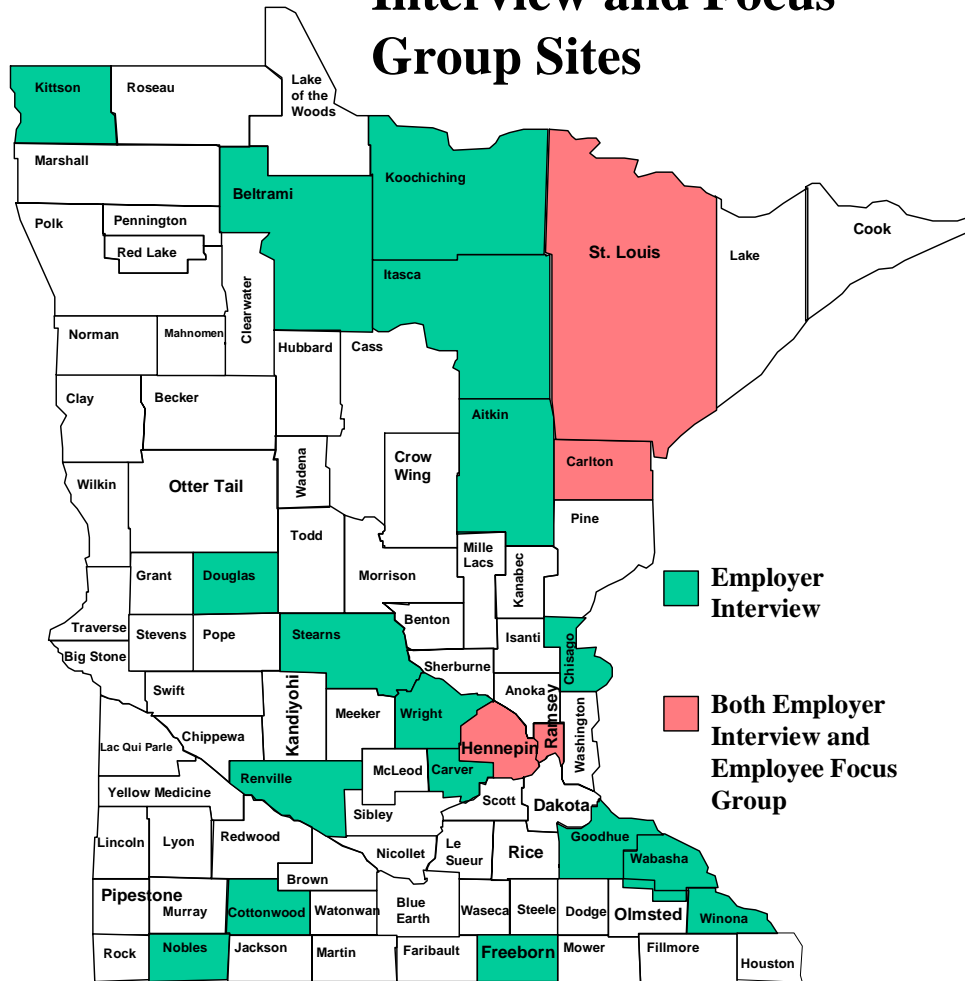 Interview and Focus
Group Sites
Kittson
Roseau
Lake
of the
Woods
Marshall
Beltrami
Koochiching
Polk
Pennington
Red Lake
Clearwater
Itasca
St. Louis
Lake
Cook
Norman
Mahnomen
Hubbard
Cass
Clay
Becker
Aitkin
Wilkin
Otter Tail
Wadena
Crow
Wing
Carlton
Pine
Todd
Mille
Lacs
Kanabec
Grant
Douglas
Morrison
Employer
Interview
Traverse
Stevens
Pope
Stearns
Benton
Isanti
Chisago
Big Stone
Sherburne
Swift
Kandiyohi
Meeker
Wright
Anoka
Ramsey
Washington
Both Employer
Interview and
Employee Focus
Group
Lac Qui Parle
Chippewa
Hennepin
Renville
McLeod
Carver
Yellow Medicine
Sibley
Scott
Dakota
Lincoln
Lyon
Redwood
Nicollet
Le
Sueur
Rice
Goodhue
Wabasha
Brown
Pipestone
Murray
Cottonwood
Watonwan
Blue
Earth
Waseca
Steele
Dodge
Olmsted
Winona
Rock
Nobles
Jackson
Martin
Faribault
Freeborn
Mower
Fillmore
Houston